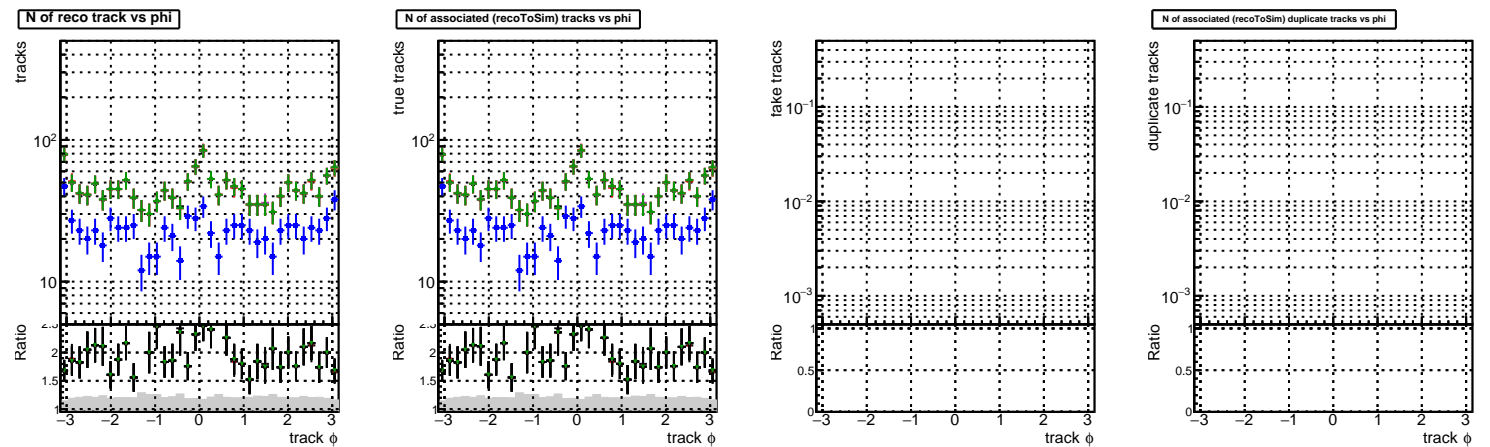 N of reco track vs phi
tracks
10²
10
Ratio
2.5
2
1.5
1
−3 −2 −1 0 1 2 3
track ϕ
N of associated (recoToSim) tracks vs phi
true tracks
10²
10
Ratio
2.5
2
1.5
1
−3 −2 −1 0 1 2 3
track ϕ
fake tracks
10⁻¹
10⁻²
10⁻³
Ratio
1
0.5
0
−3 −2 −1 0 1 2 3
track ϕ
N of associated (recoToSim) duplicate tracks vs phi
duplicate tracks
10⁻¹
10⁻²
10⁻³
Ratio
1
0.5
0
−3 −2 −1 0 1 2 3
track ϕ